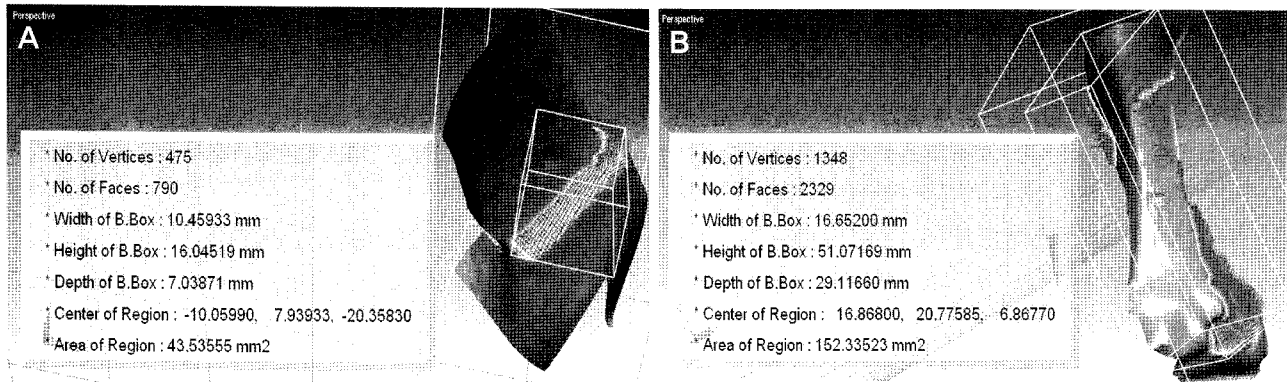 Perspective
A
* No. of Vertices : 475
* No. of Faces : 790
* Width of B.Box : 10.45933 mm
* Height of B.Box : 16.04519 mm
* Depth of B.Box : 7.03871 mm
* Center of Region : -10.05990, 7.93933, -20.35830
* Area of Region : 43.53555 mm2
Perspective
B
* No. of Vertices : 1348
* No. of Faces : 2329
* Width of B.Box : 16.65200 mm
* Height of B.Box : 51.07169 mm
* Depth of B.Box : 29.11660 mm
* Center of Region : 16.86800, 20.77585, 6.86770
* Area of Region : 152.33523 mm2